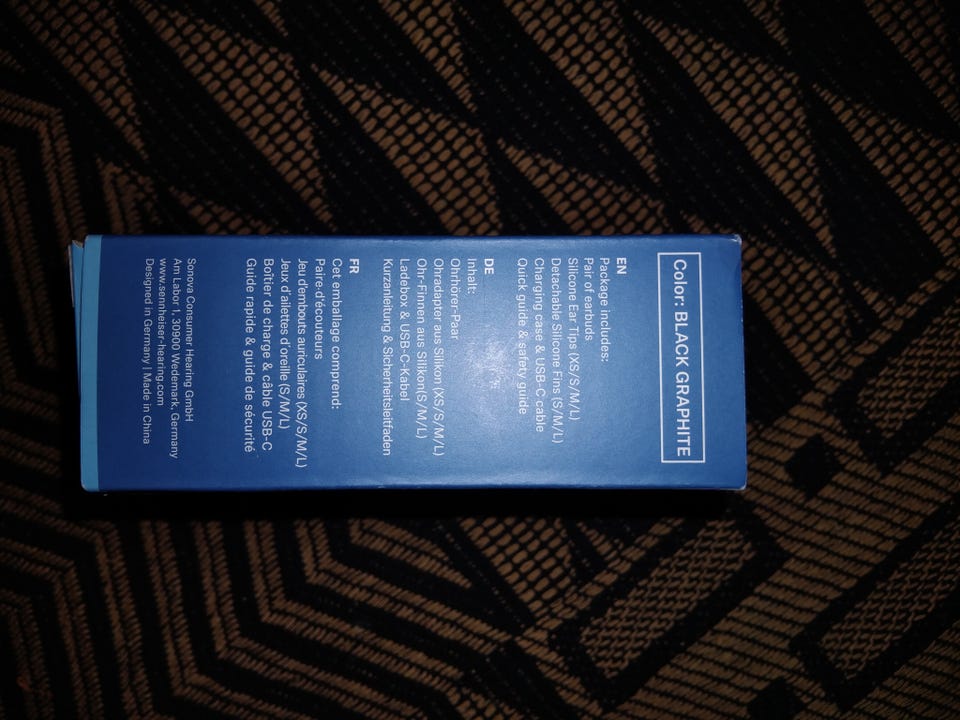 Color: BLACK GRAPHITE
EN
Package includes:
Pair of earbuds
Silicone Ear Tips (XS/S/M/L)
Detachable Silicone Fins (S/M/L)
Charging case & USB-C cable
Quick guide & safety guide
DE
Inhalt:
Ohrhörer-Paar
Ohradapter aus Silikon (XS/S/M/L)
Ohr-Finnen aus Silikon(S/M/L)
Ladebox & USB-C-Kabel
Kurzanleitung & Sicherheitsleitfaden
FR
Cet emballage comprend:
Paire-d'écouteurs
Jeu d'embouts auriculaires (XS/S/M/L)
Jeux d'ailettes d'oreille (S/M/L)
Boîtier de charge & câble USB-C
Guide rapide & guide de sécurité
Sonova Consumer Hearing GmbH
Am Labor 1, 30900 Wedemark, Germany
www.sennheiser-hearing.com
Designed in Germany | Made in China